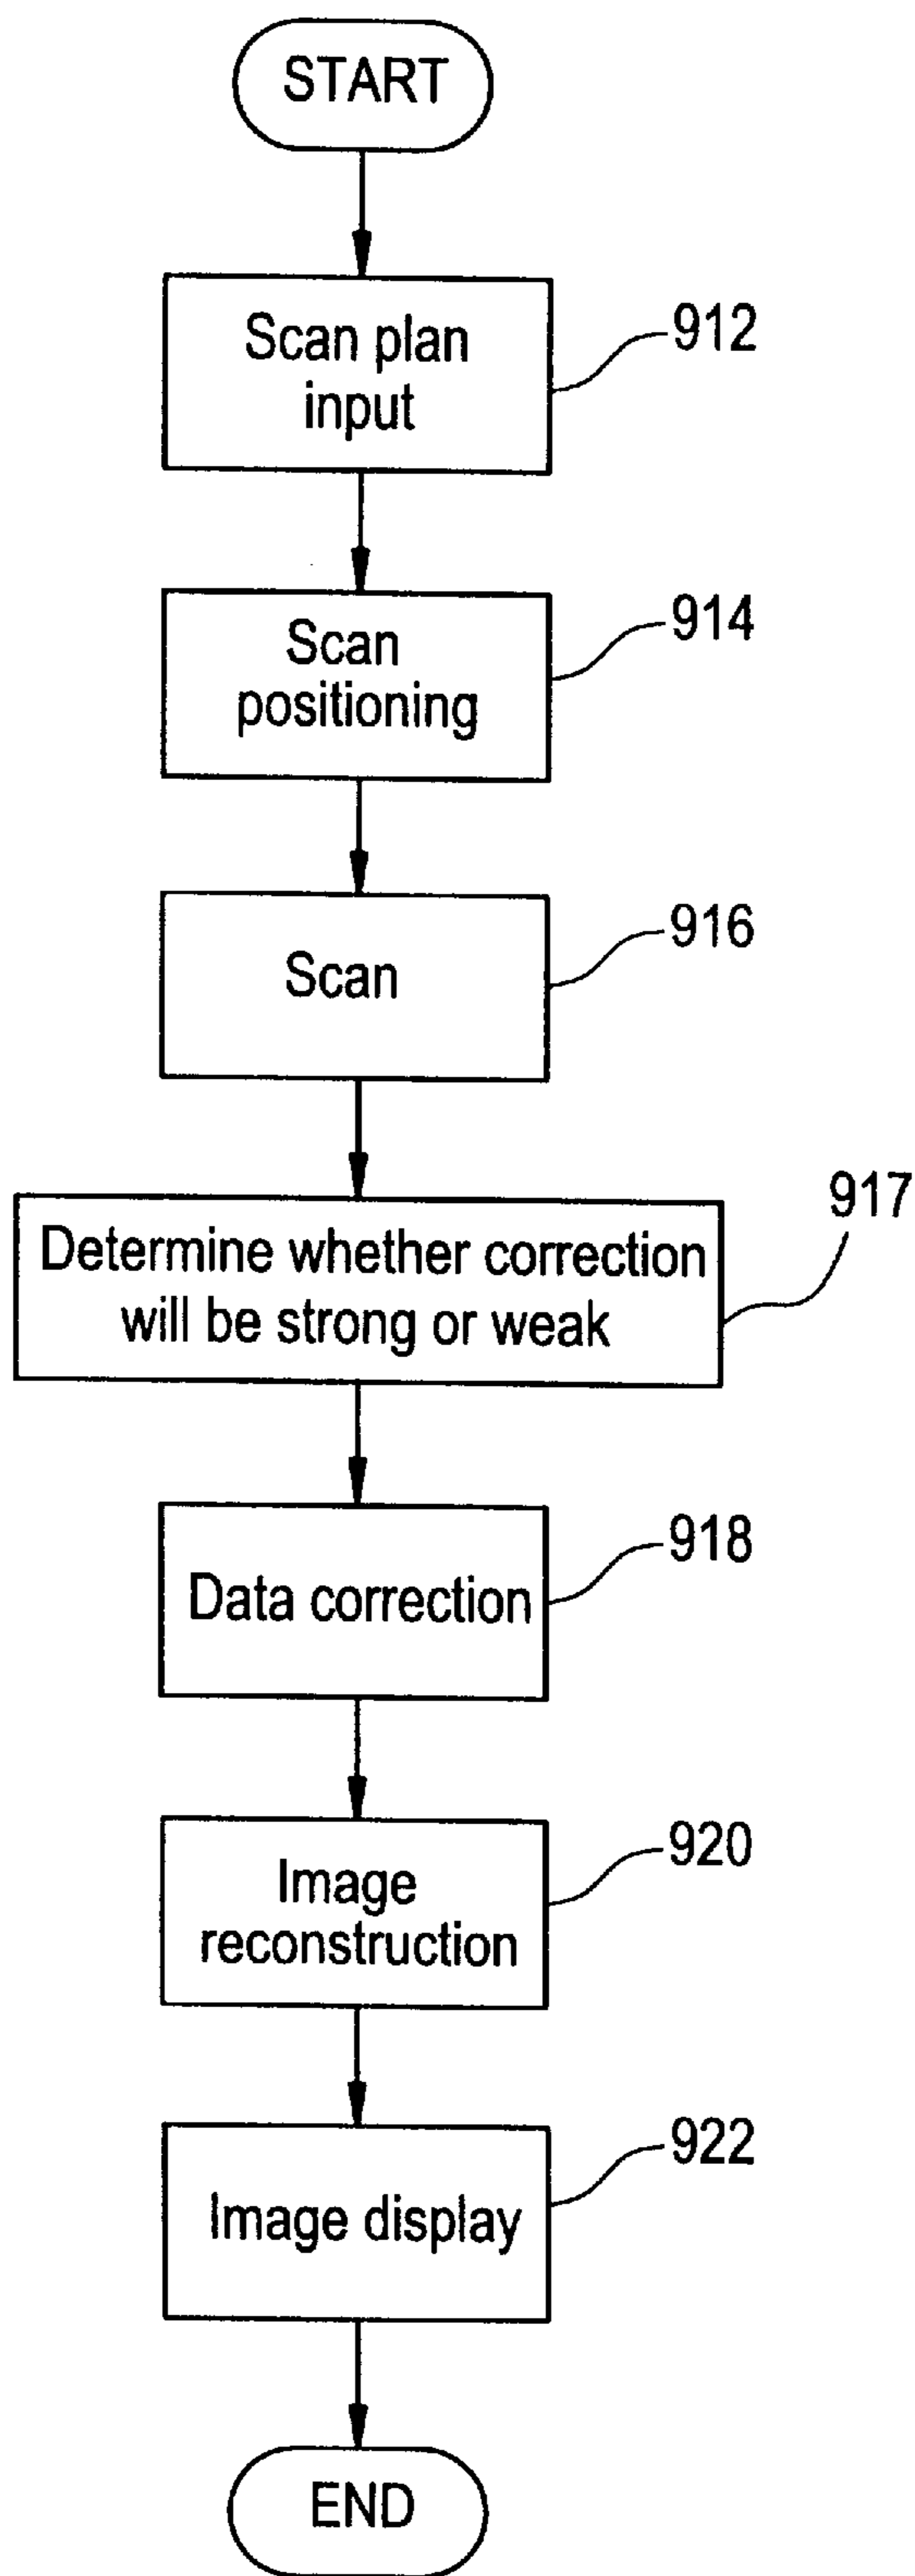 START
Scan plan
input
912
Scan
positioning
914
Scan
916
Determine whether correction
will be strong or weak
917
Data correction
918
Image
reconstruction
920
Image display
922
END